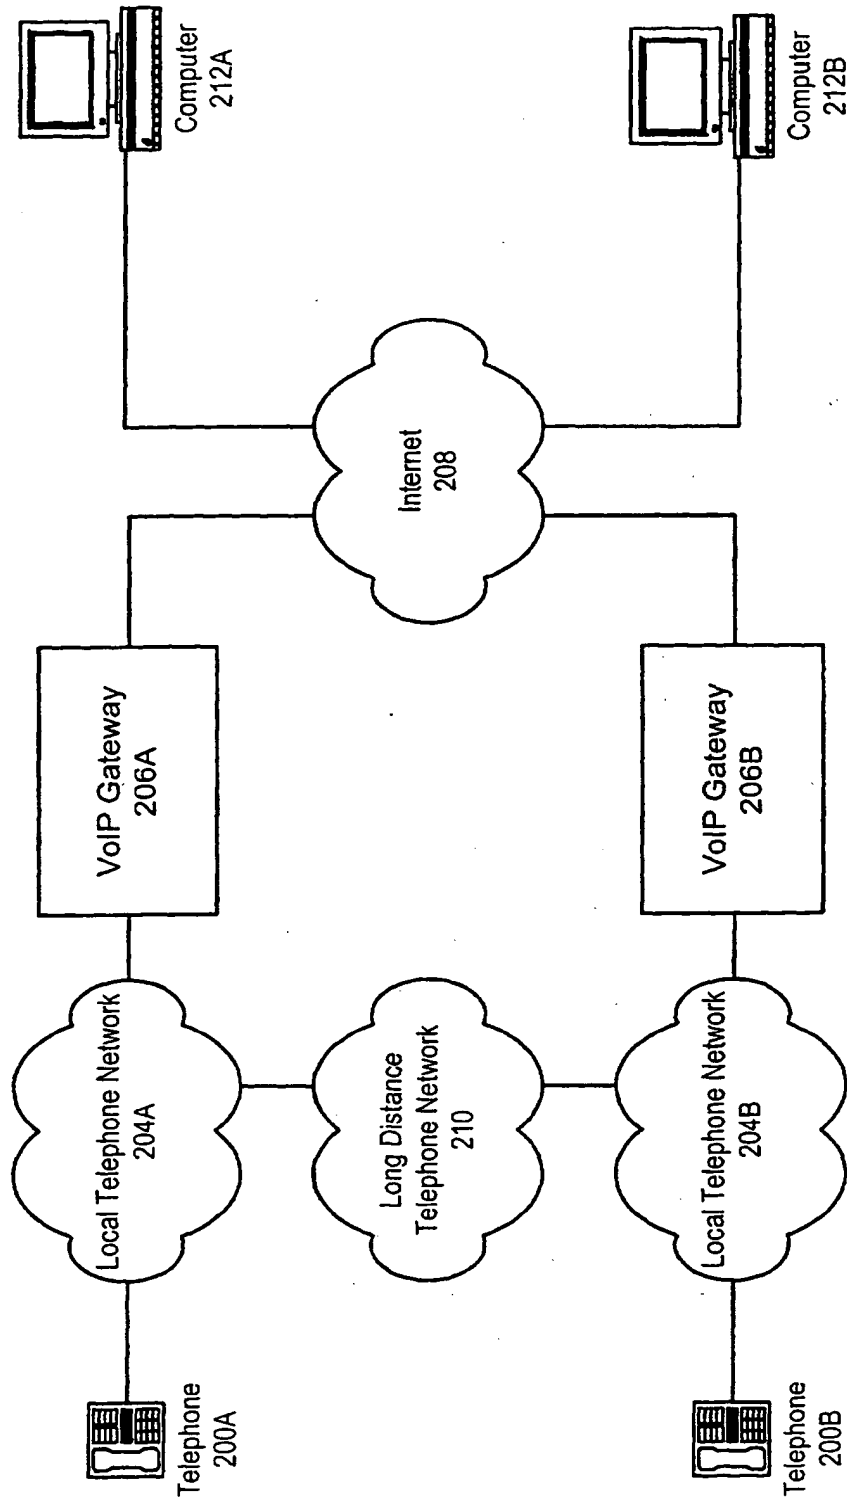 Telephone
200A
Local Telephone Network
204A
VoIP Gateway
206A
Computer
212A
Long Distance
Telephone Network
210
Internet
208
Telephone
200B
Local Telephone Network
204B
VoIP Gateway
206B
Computer
212B